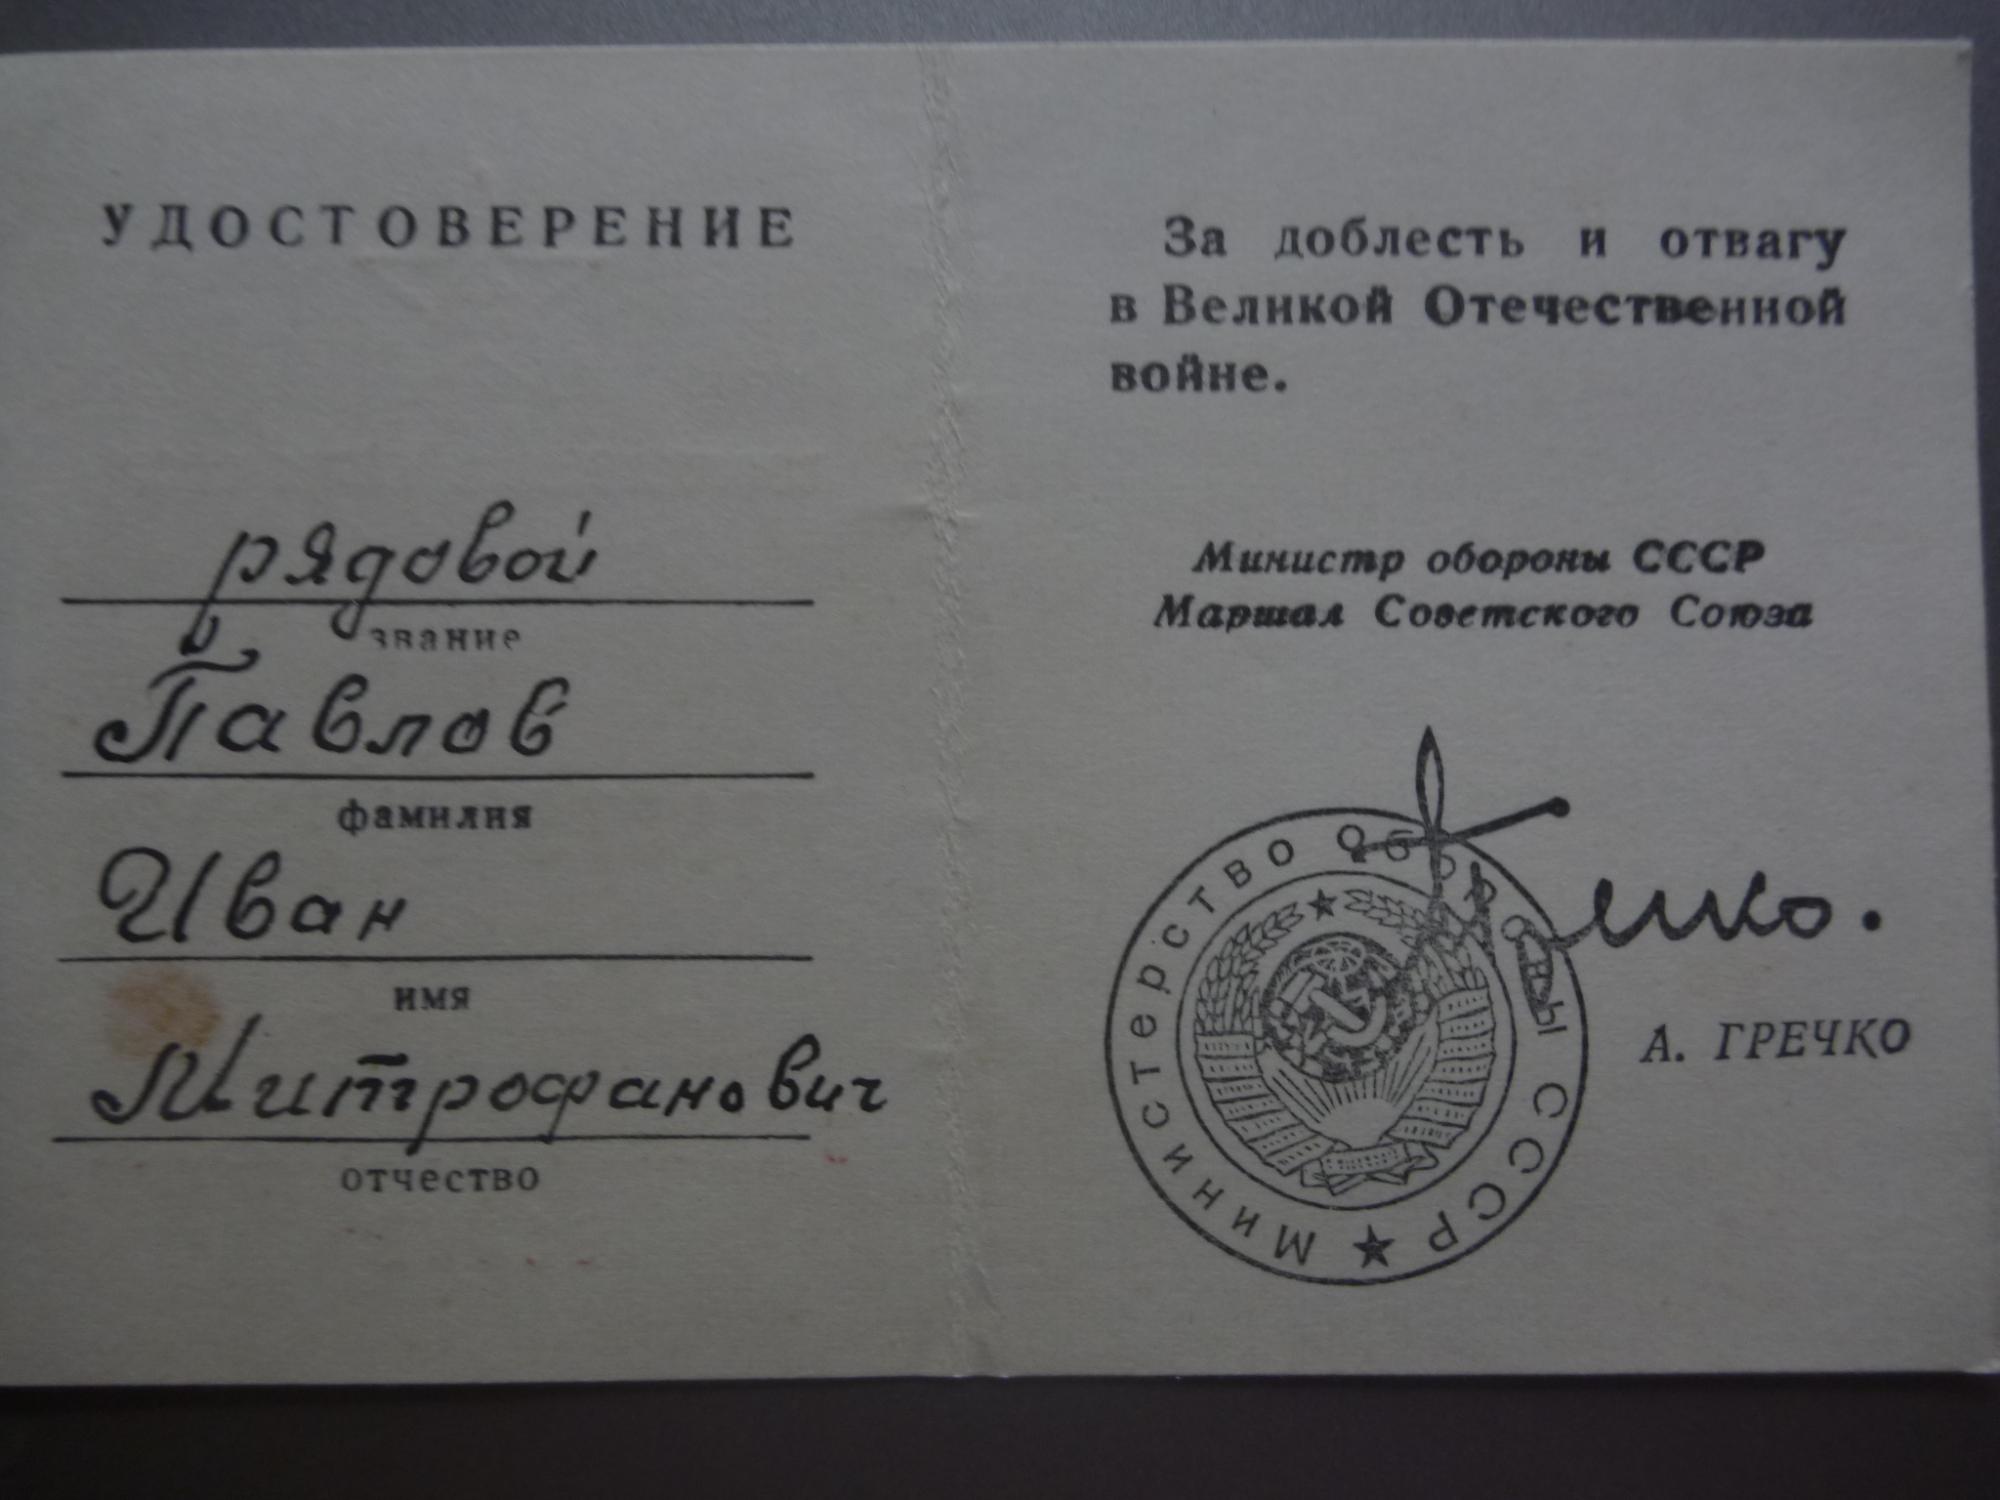 УДОСТОВЕРЕНИЕ
рядовой
звание
Павлов
фамилия
Иван
имя
Митрофанович
отчество
За доблесть и отвагу
в Великой Отечественной
войне.
Министр обороны СССР
Маршал Советского Союза
Министерство Обороны СССР
А. ГРЕЧКО